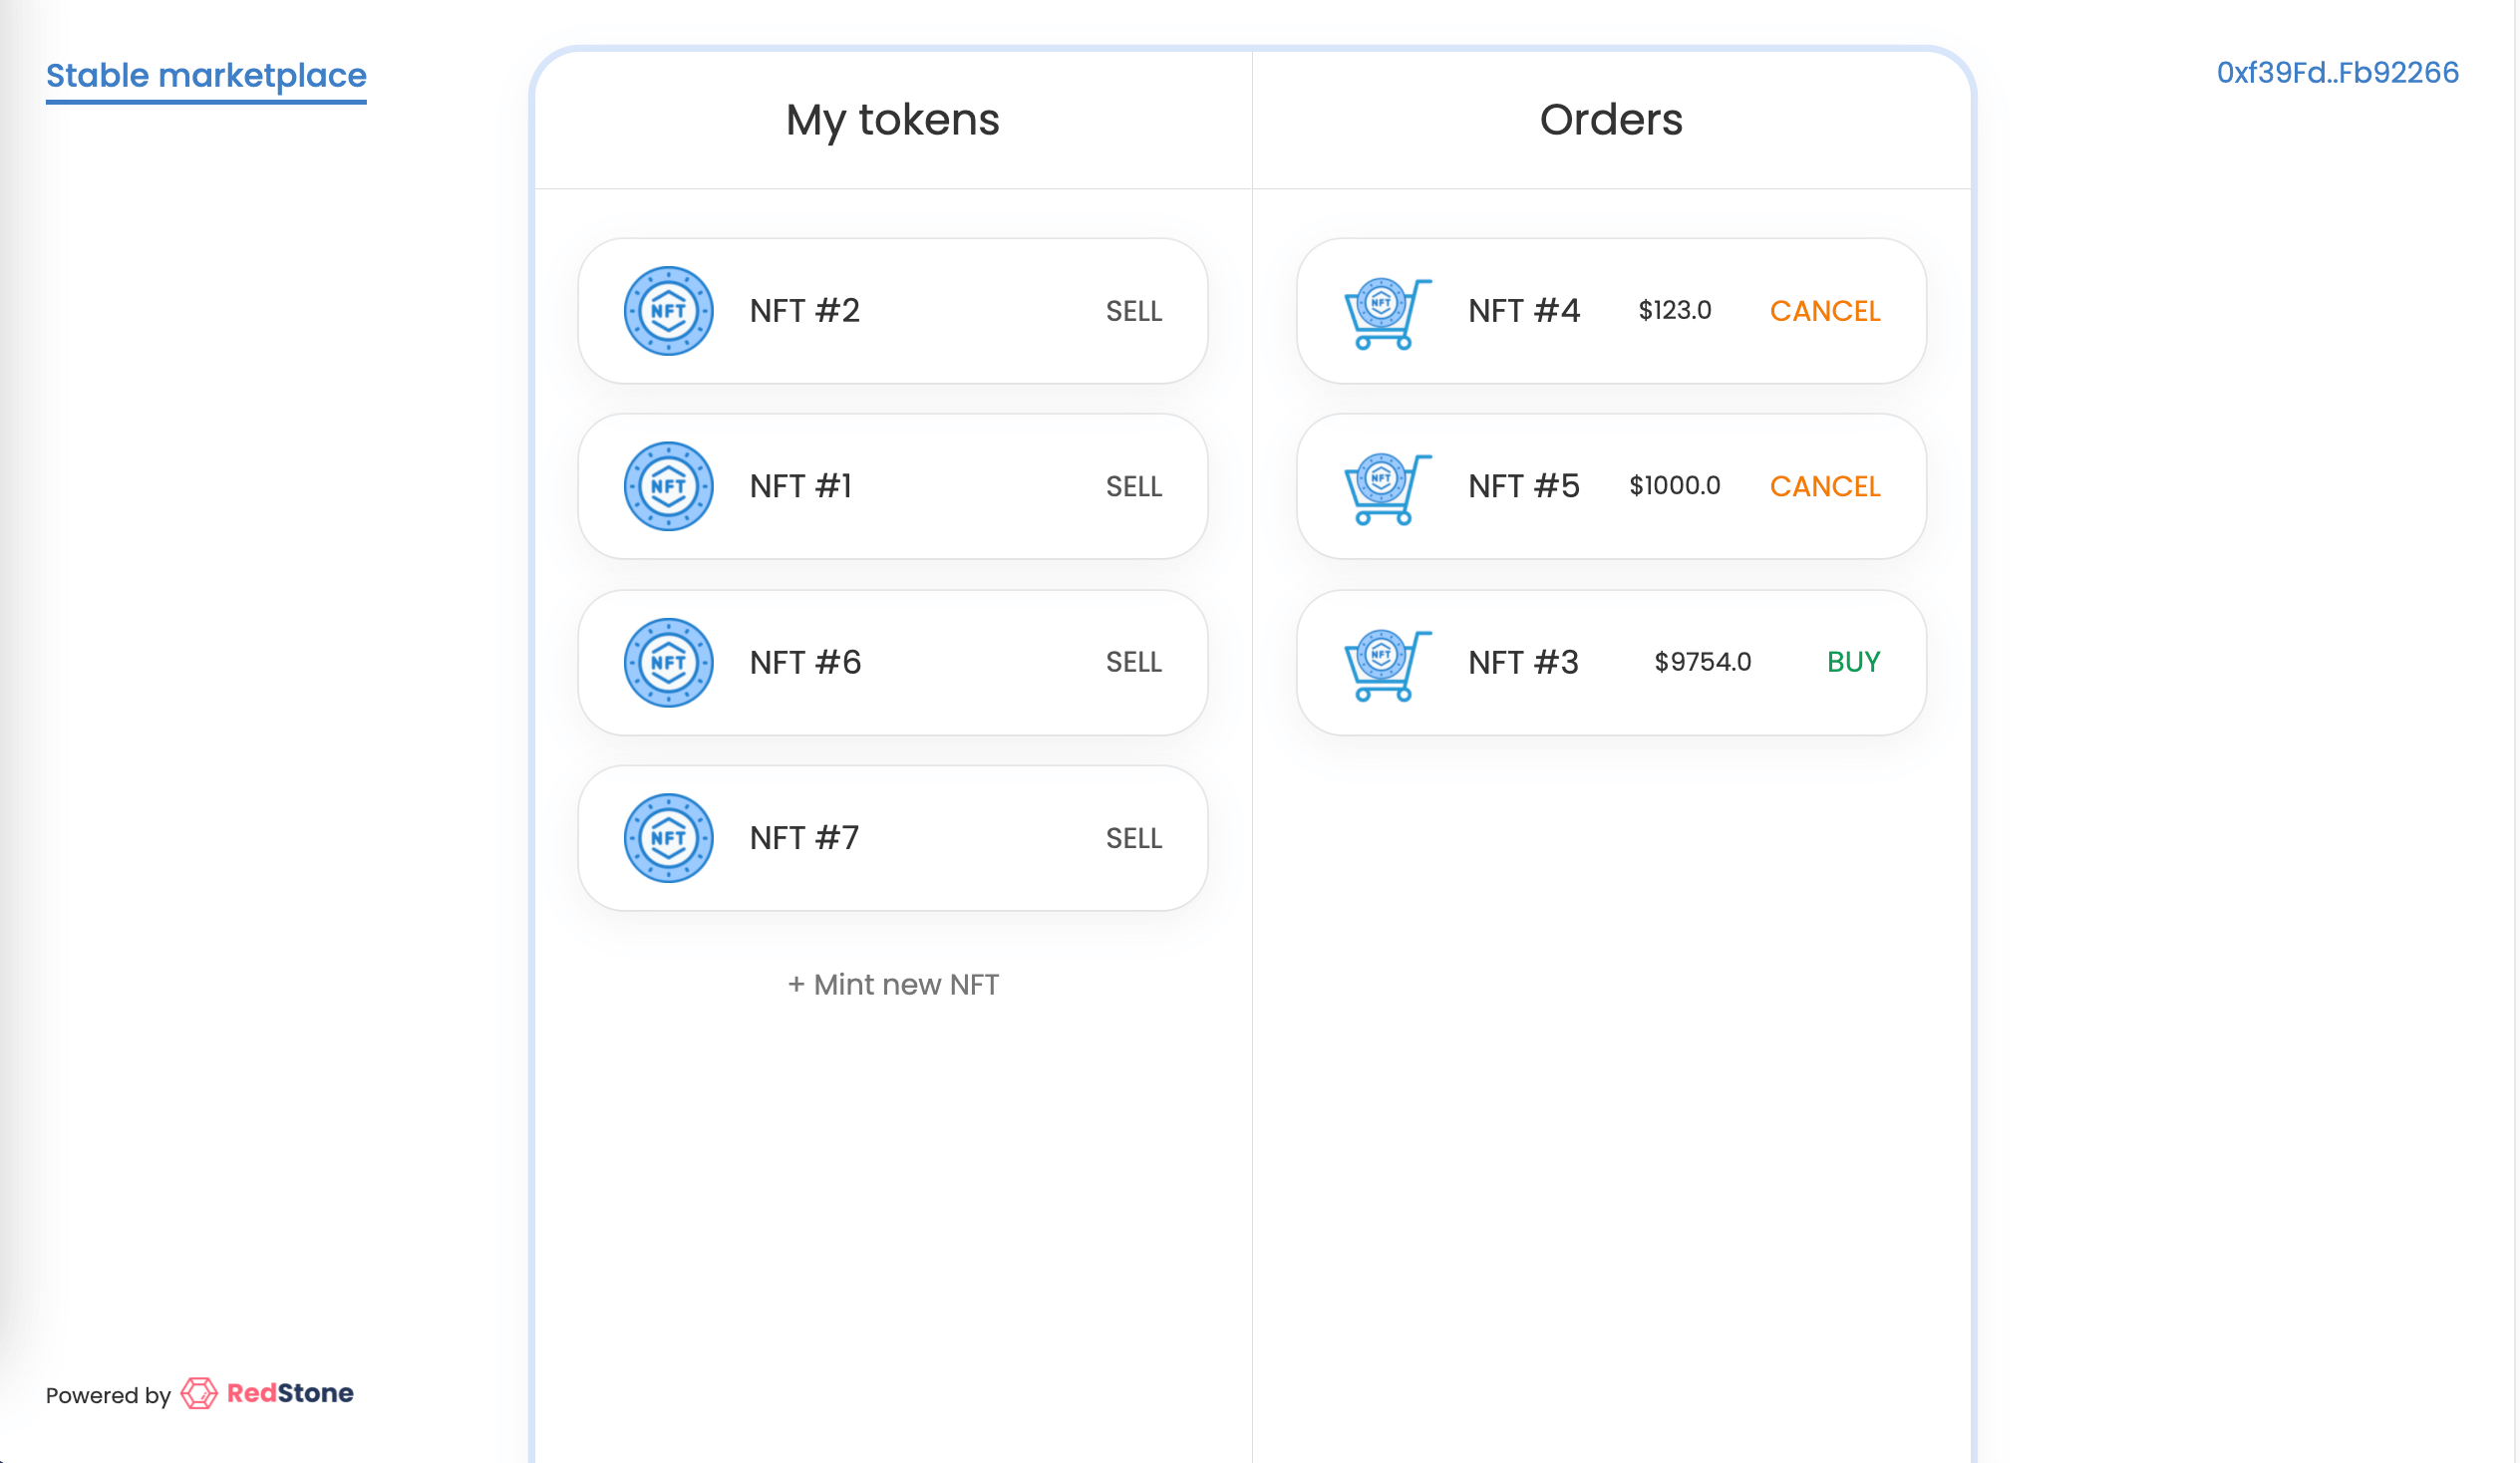 Stable marketplace
0xf39Fd..Fb92266
My tokens
NFT NFT #2 SELL
NFT NFT #1 SELL
NFT NFT #6 SELL
NFT NFT #7 SELL
+ Mint new NFT
Orders
NFT NFT #4 $123.0 CANCEL
NFT NFT #5 $1000.0 CANCEL
NFT NFT #3 $9754.0 BUY
Powered by RedStone